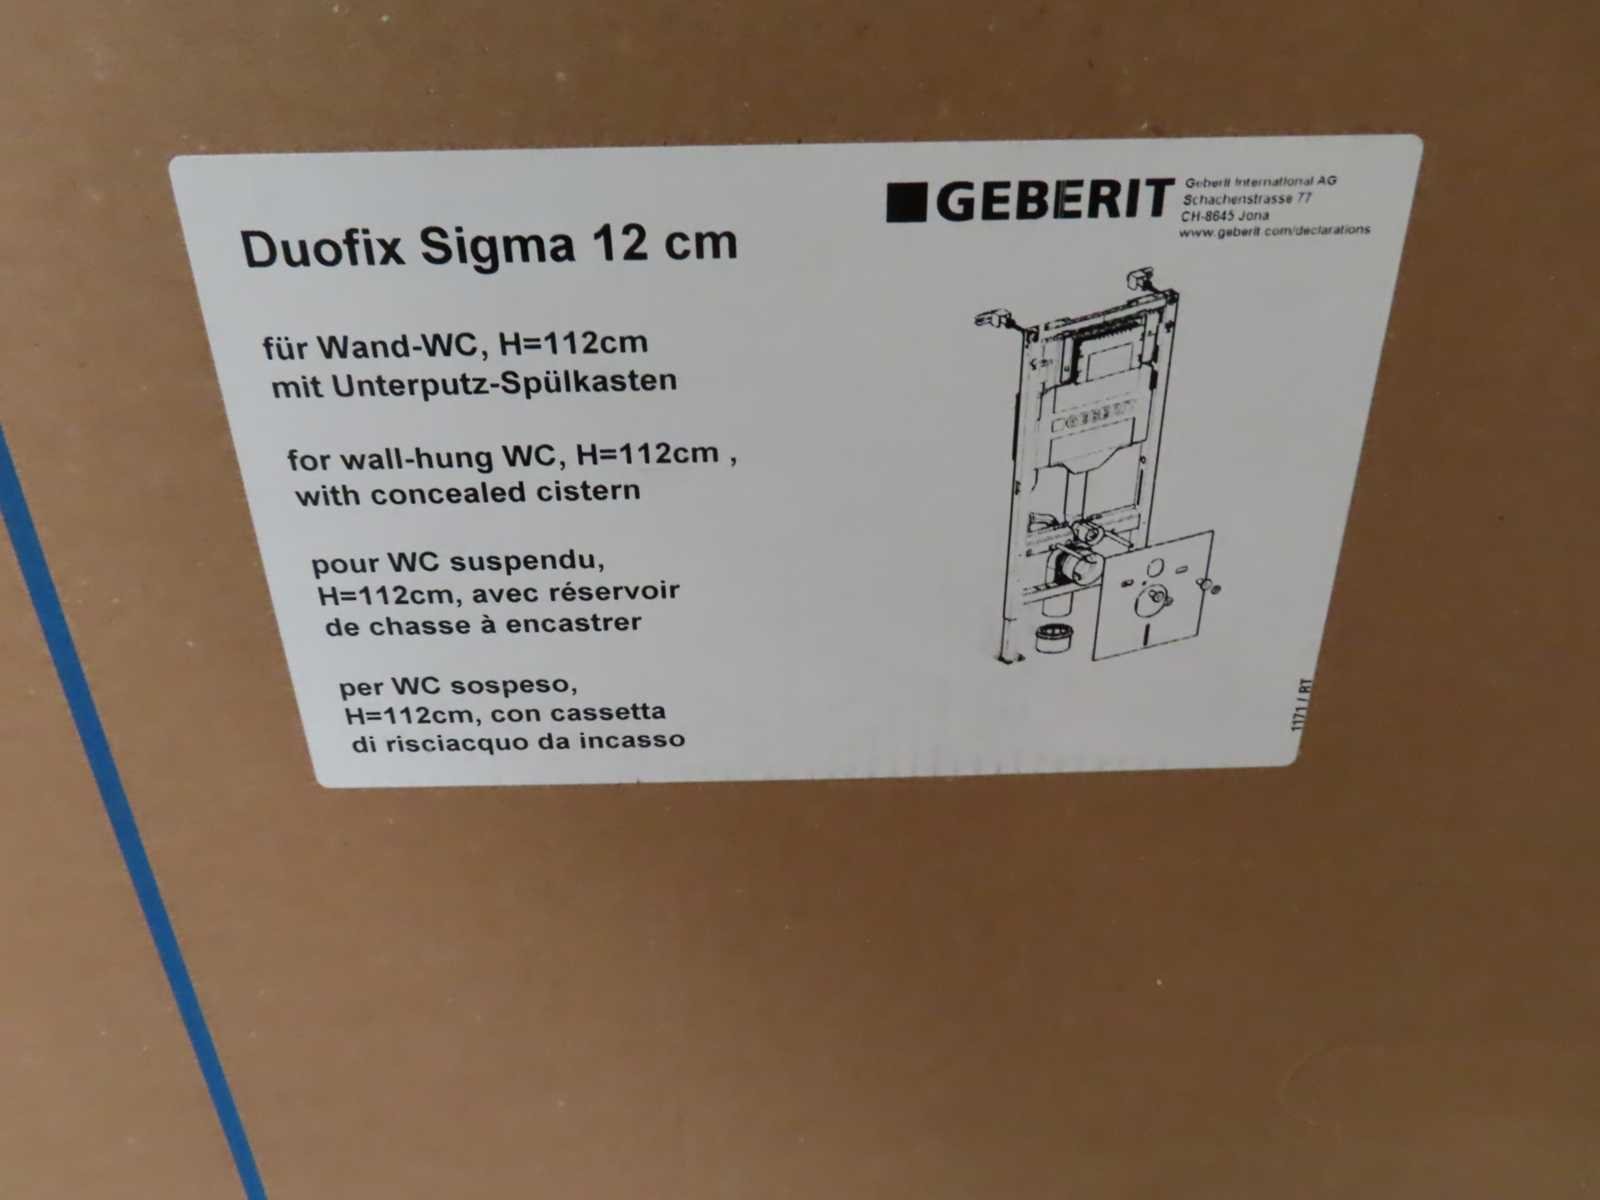 Duofix Sigma 12 cm
für Wand-WC, H=112cm
mit Unterputz-Spülkasten
for wall-hung WC, H=112cm ,
with concealed cistern
pour WC suspendu,
H=112cm, avec réservoir
de chasse à encastrer
per WC sospeso,
H=112cm, con cassetta
di risciacquo da incasso
GEBERIT
Geberit International AG
Schachenstrasse 77
CH-8645 Jona
www.geberit.com/declarations
GEBERIT
1171 / RT